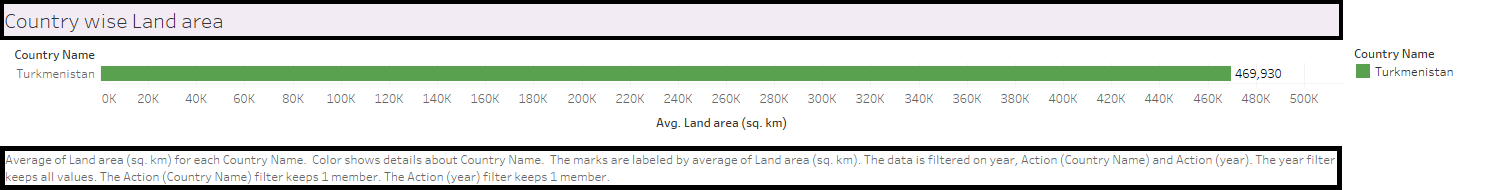 Country wise Land area
Country Name
Turkmenistan
469,930
0K 20K 40K 60K 80K 100K 120K 140K 160K 180K 200K 220K 240K 260K 280K 300K 320K 340K 360K 380K 400K 420K 440K 460K 480K 500K
Avg. Land area (sq. km)
Country Name
Turkmenistan
Average of Land area (sq. km) for each Country Name. Color shows details about Country Name. The marks are labeled by average of Land area (sq. km). The data is filtered on year, Action (Country Name) and Action (year). The year filter
keeps all values. The Action (Country Name) filter keeps 1 member. The Action (year) filter keeps 1 member.